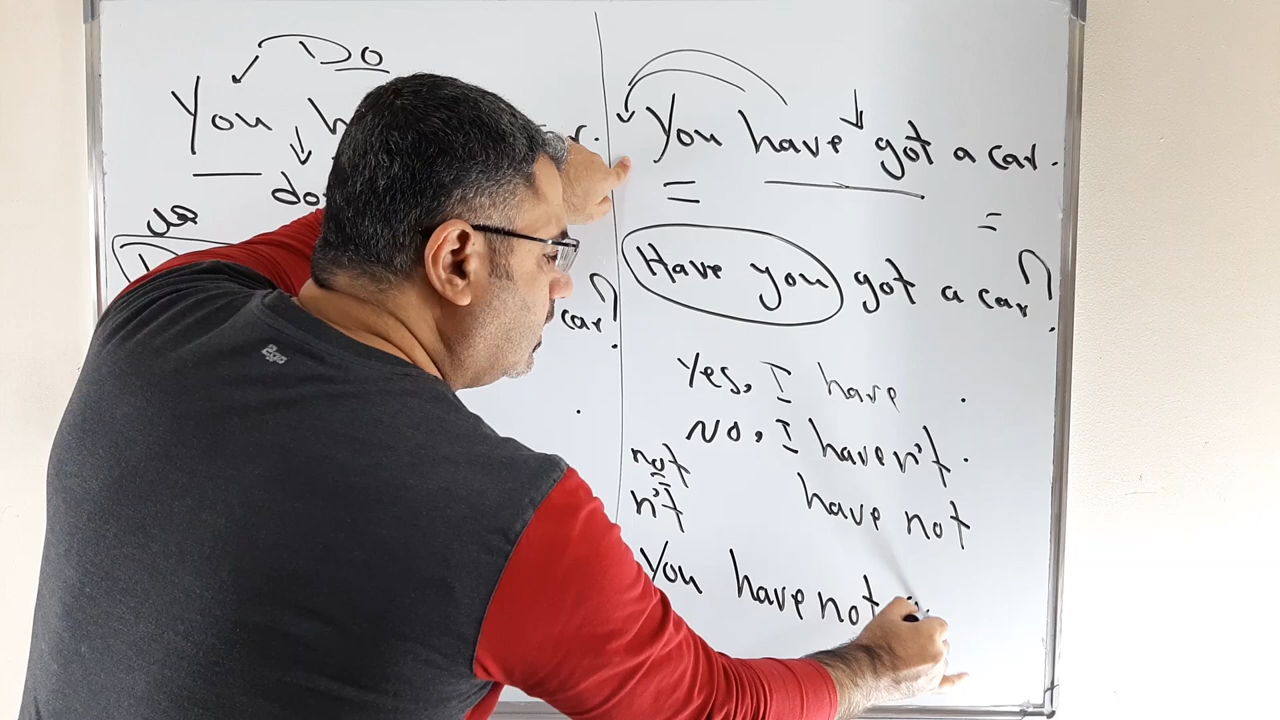 Do
You
do
car?
You have got a car.
Have you got a car?
Yes, I have .
No, I haven't.
not
n't
have not
You have not
2go